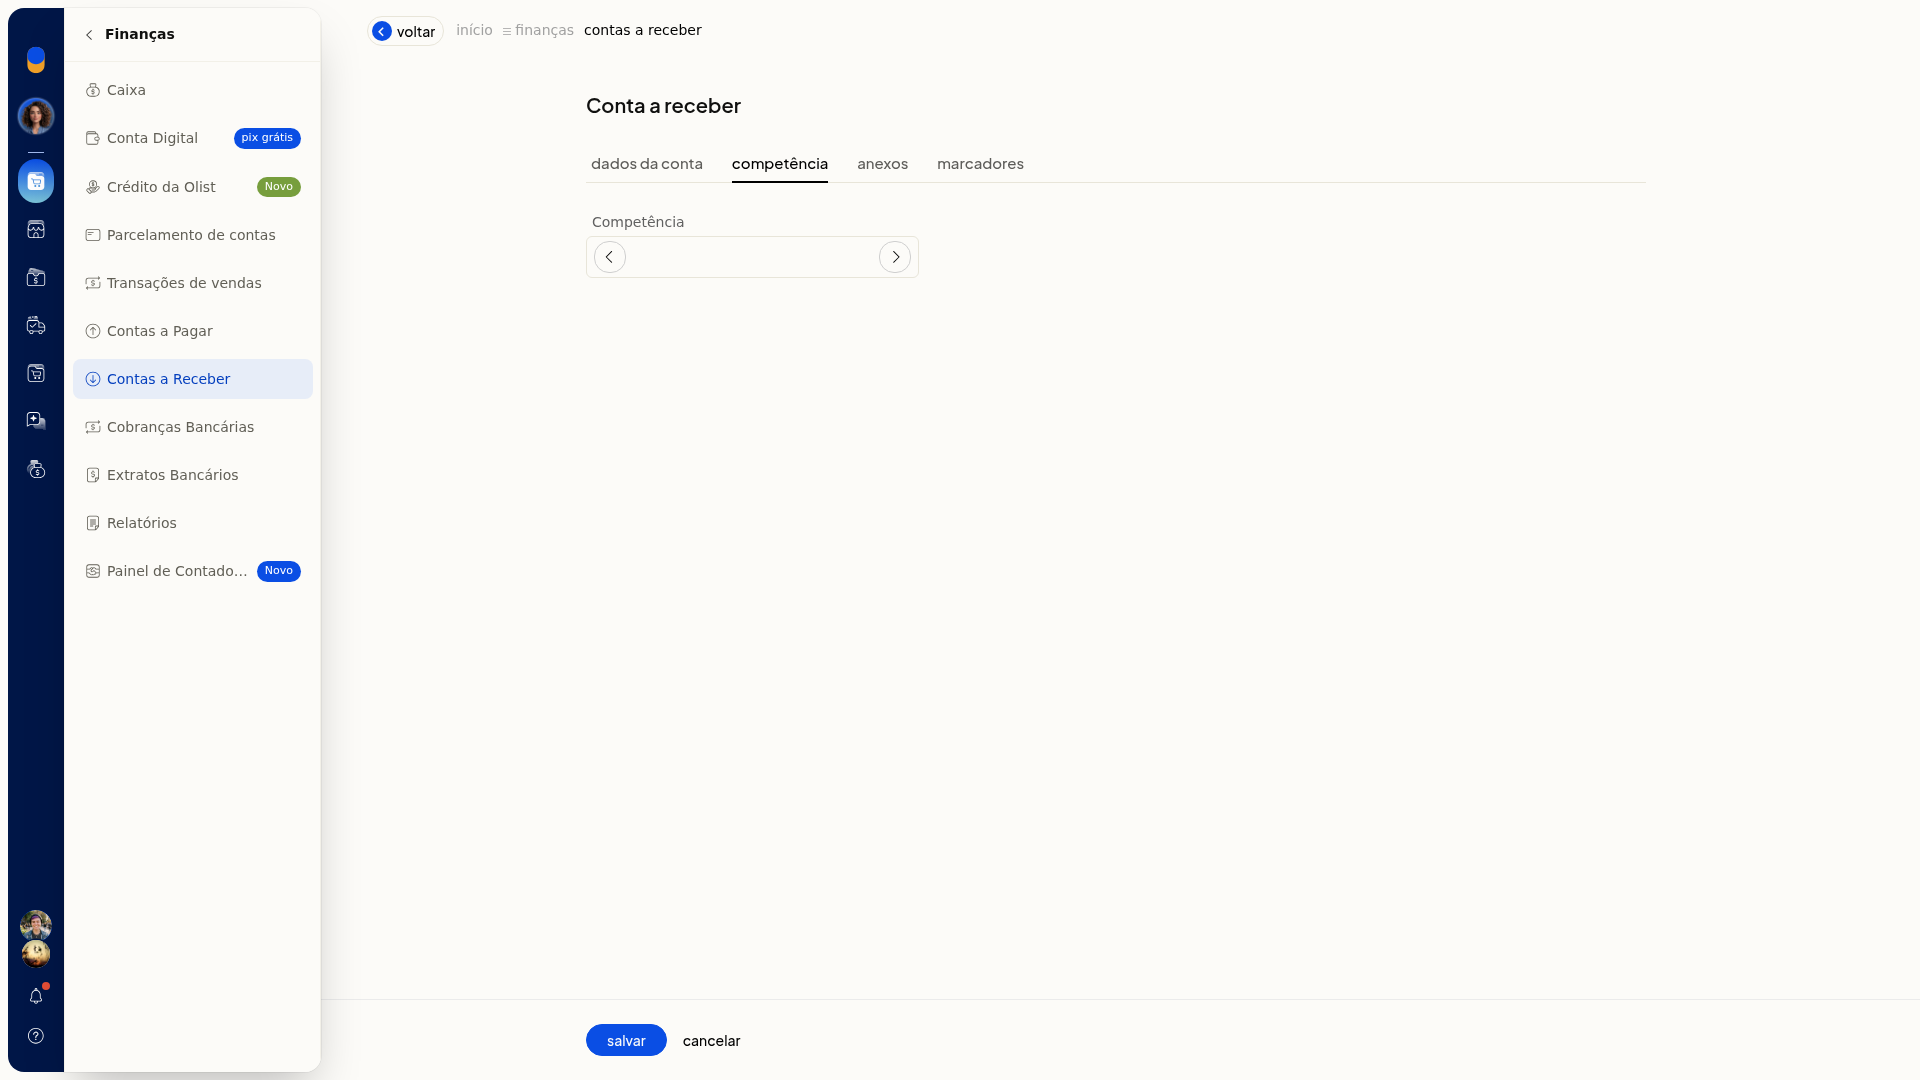 Finanças
Caixa
Conta Digital
pix grátis
Crédito da Olist
Novo
Parcelamento de contas
Transações de vendas
Contas a Pagar
Contas a Receber
Cobranças Bancárias
Extratos Bancários
Relatórios
Painel de Contado...
Novo
voltar
início
finanças
contas a receber
Conta a receber
dados da conta
competência
anexos
marcadores
Competência
salvar
cancelar